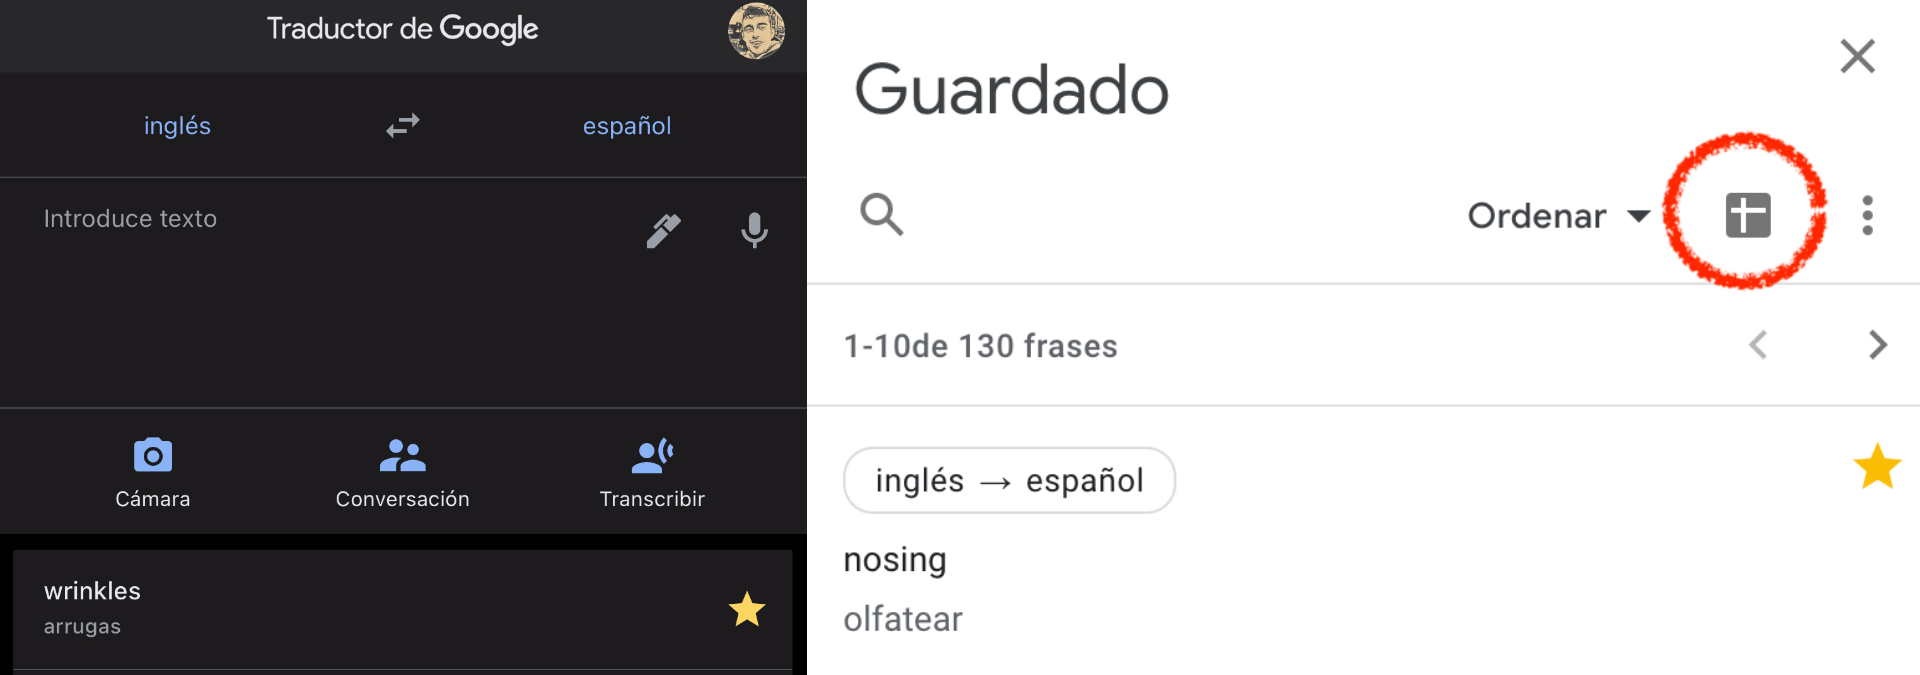 Traductor de Google
inglés
español
Introduce texto
Cámara
Conversación
Transcribir
wrinkles
arrugas
Guardado
Ordenar
1-10de 130 frases
inglés → español
nosing
olfatear